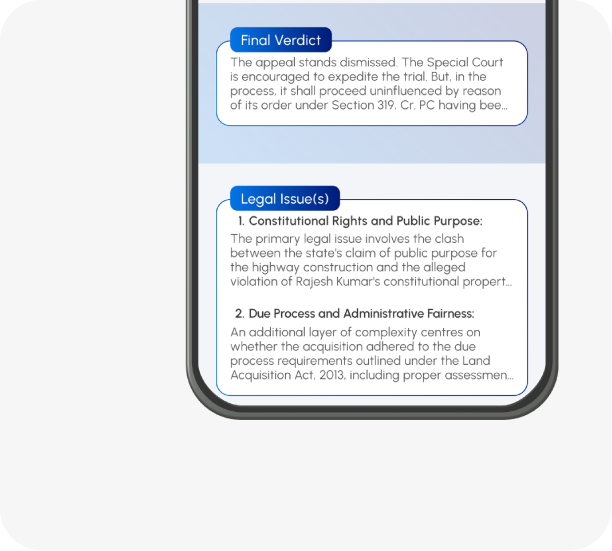 Final Verdict
The appeal stands dismissed. The Special Court
is encouraged to expedite the trial. But, in the
process, it shall proceed uninfluenced by reason
of its order under Section 319. Cr. PC having bee...
Legal Issue(s)
1. Constitutional Rights and Public Purpose:
The primary legal issue involves the clash
between the state's claim of public purpose for
the highway construction and the alleged
violation of Rajesh Kumar's constitutional propert...
2. Due Process and Administrative Fairness:
An additional layer of complexity centres on
whether the acquisition adhered to the due
process requirements outlined under the Land
Acquisition Act, 2013, including proper assessmen...